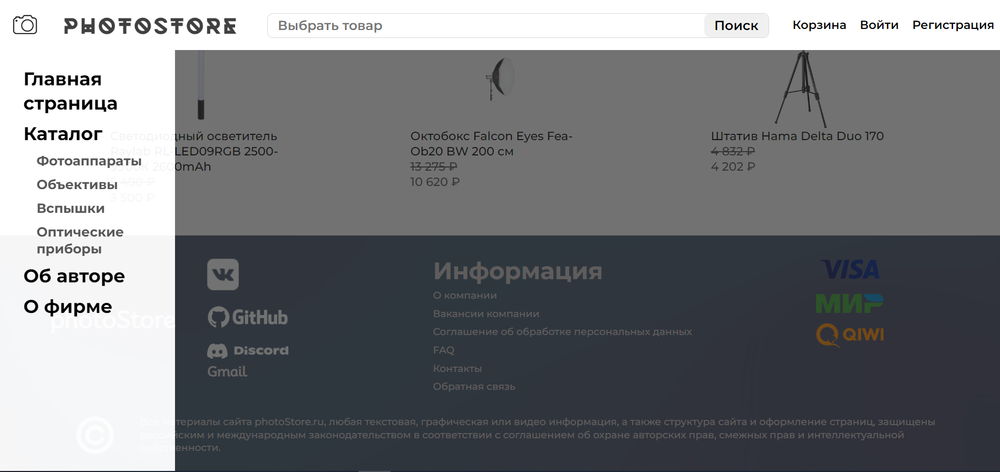 PHOTOSTORE
Выбрать товар
Поиск
Корзина
Войти
Регистрация
Главная
страница
Каталог
Фотоаппараты
Объективы
Вспышки
Оптические
приборы
Об авторе
О фирме
Светодиодный осветитель
Raylab RL-LED09RGB 2500-
9900K 2600mAh
5 490 ₽
3 500 ₽
Октобокс Falcon Eyes Fea-
Ob20 BW 200 см
13 275 ₽
10 620 ₽
Штатив Hama Delta Duo 170
4 832 ₽
4 202 ₽
photoStore
GitHub
Discord
Gmail
Информация
О компании
Вакансии компании
Соглашение об обработке персональных данных
FAQ
Контакты
Обратная связь
VISA
МИР
QIWI
©
Все материалы сайта photoStore.ru, любая текстовая, графическая или видео информация, а также структура сайта и оформление страниц, защищены
российским и международным законодательством в соответствии с соглашением об охране авторских прав, смежных прав и интеллектуальной
собственности.